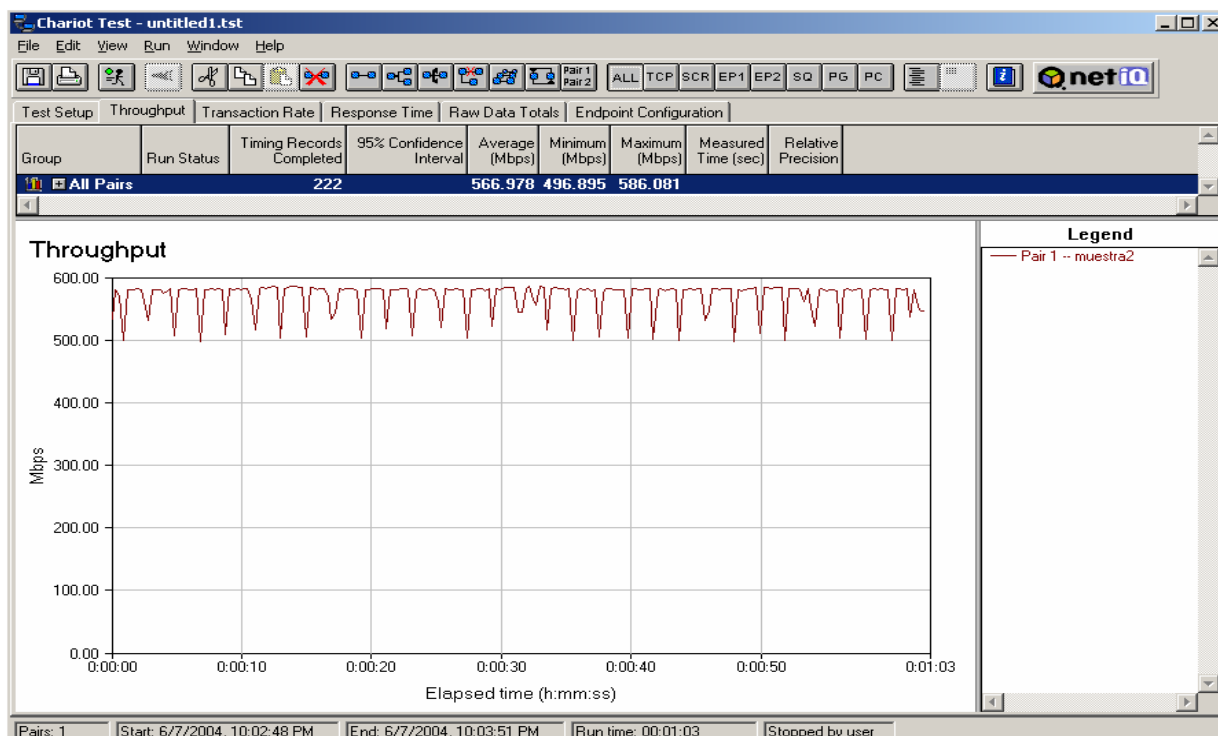 Chariot Test - untitled1.tst
File Edit View Run Window Help
Pair 1 Pair 2 ALL TCP SCR EP1 EP2 SQ PG PC i netiQ
Test Setup Throughput Transaction Rate Response Time Raw Data Totals Endpoint Configuration
Group Run Status Timing Records Completed 95% Confidence Interval Average (Mbps) Minimum (Mbps) Maximum (Mbps) Measured Time (sec) Relative Precision
All Pairs 222 566.978 496.895 586.081
Throughput
600.00
500.00
400.00
300.00
200.00
100.00
0.00
Mbps
0:00:00 0:00:10 0:00:20 0:00:30 0:00:40 0:00:50 0:01:03
Elapsed time (h:mm:ss)
Legend
Pair 1 -- muestra2
Pairs: 1 Start: 6/7/2004, 10:02:48 PM End: 6/7/2004, 10:03:51 PM Run time: 00:01:03 Stopped by user